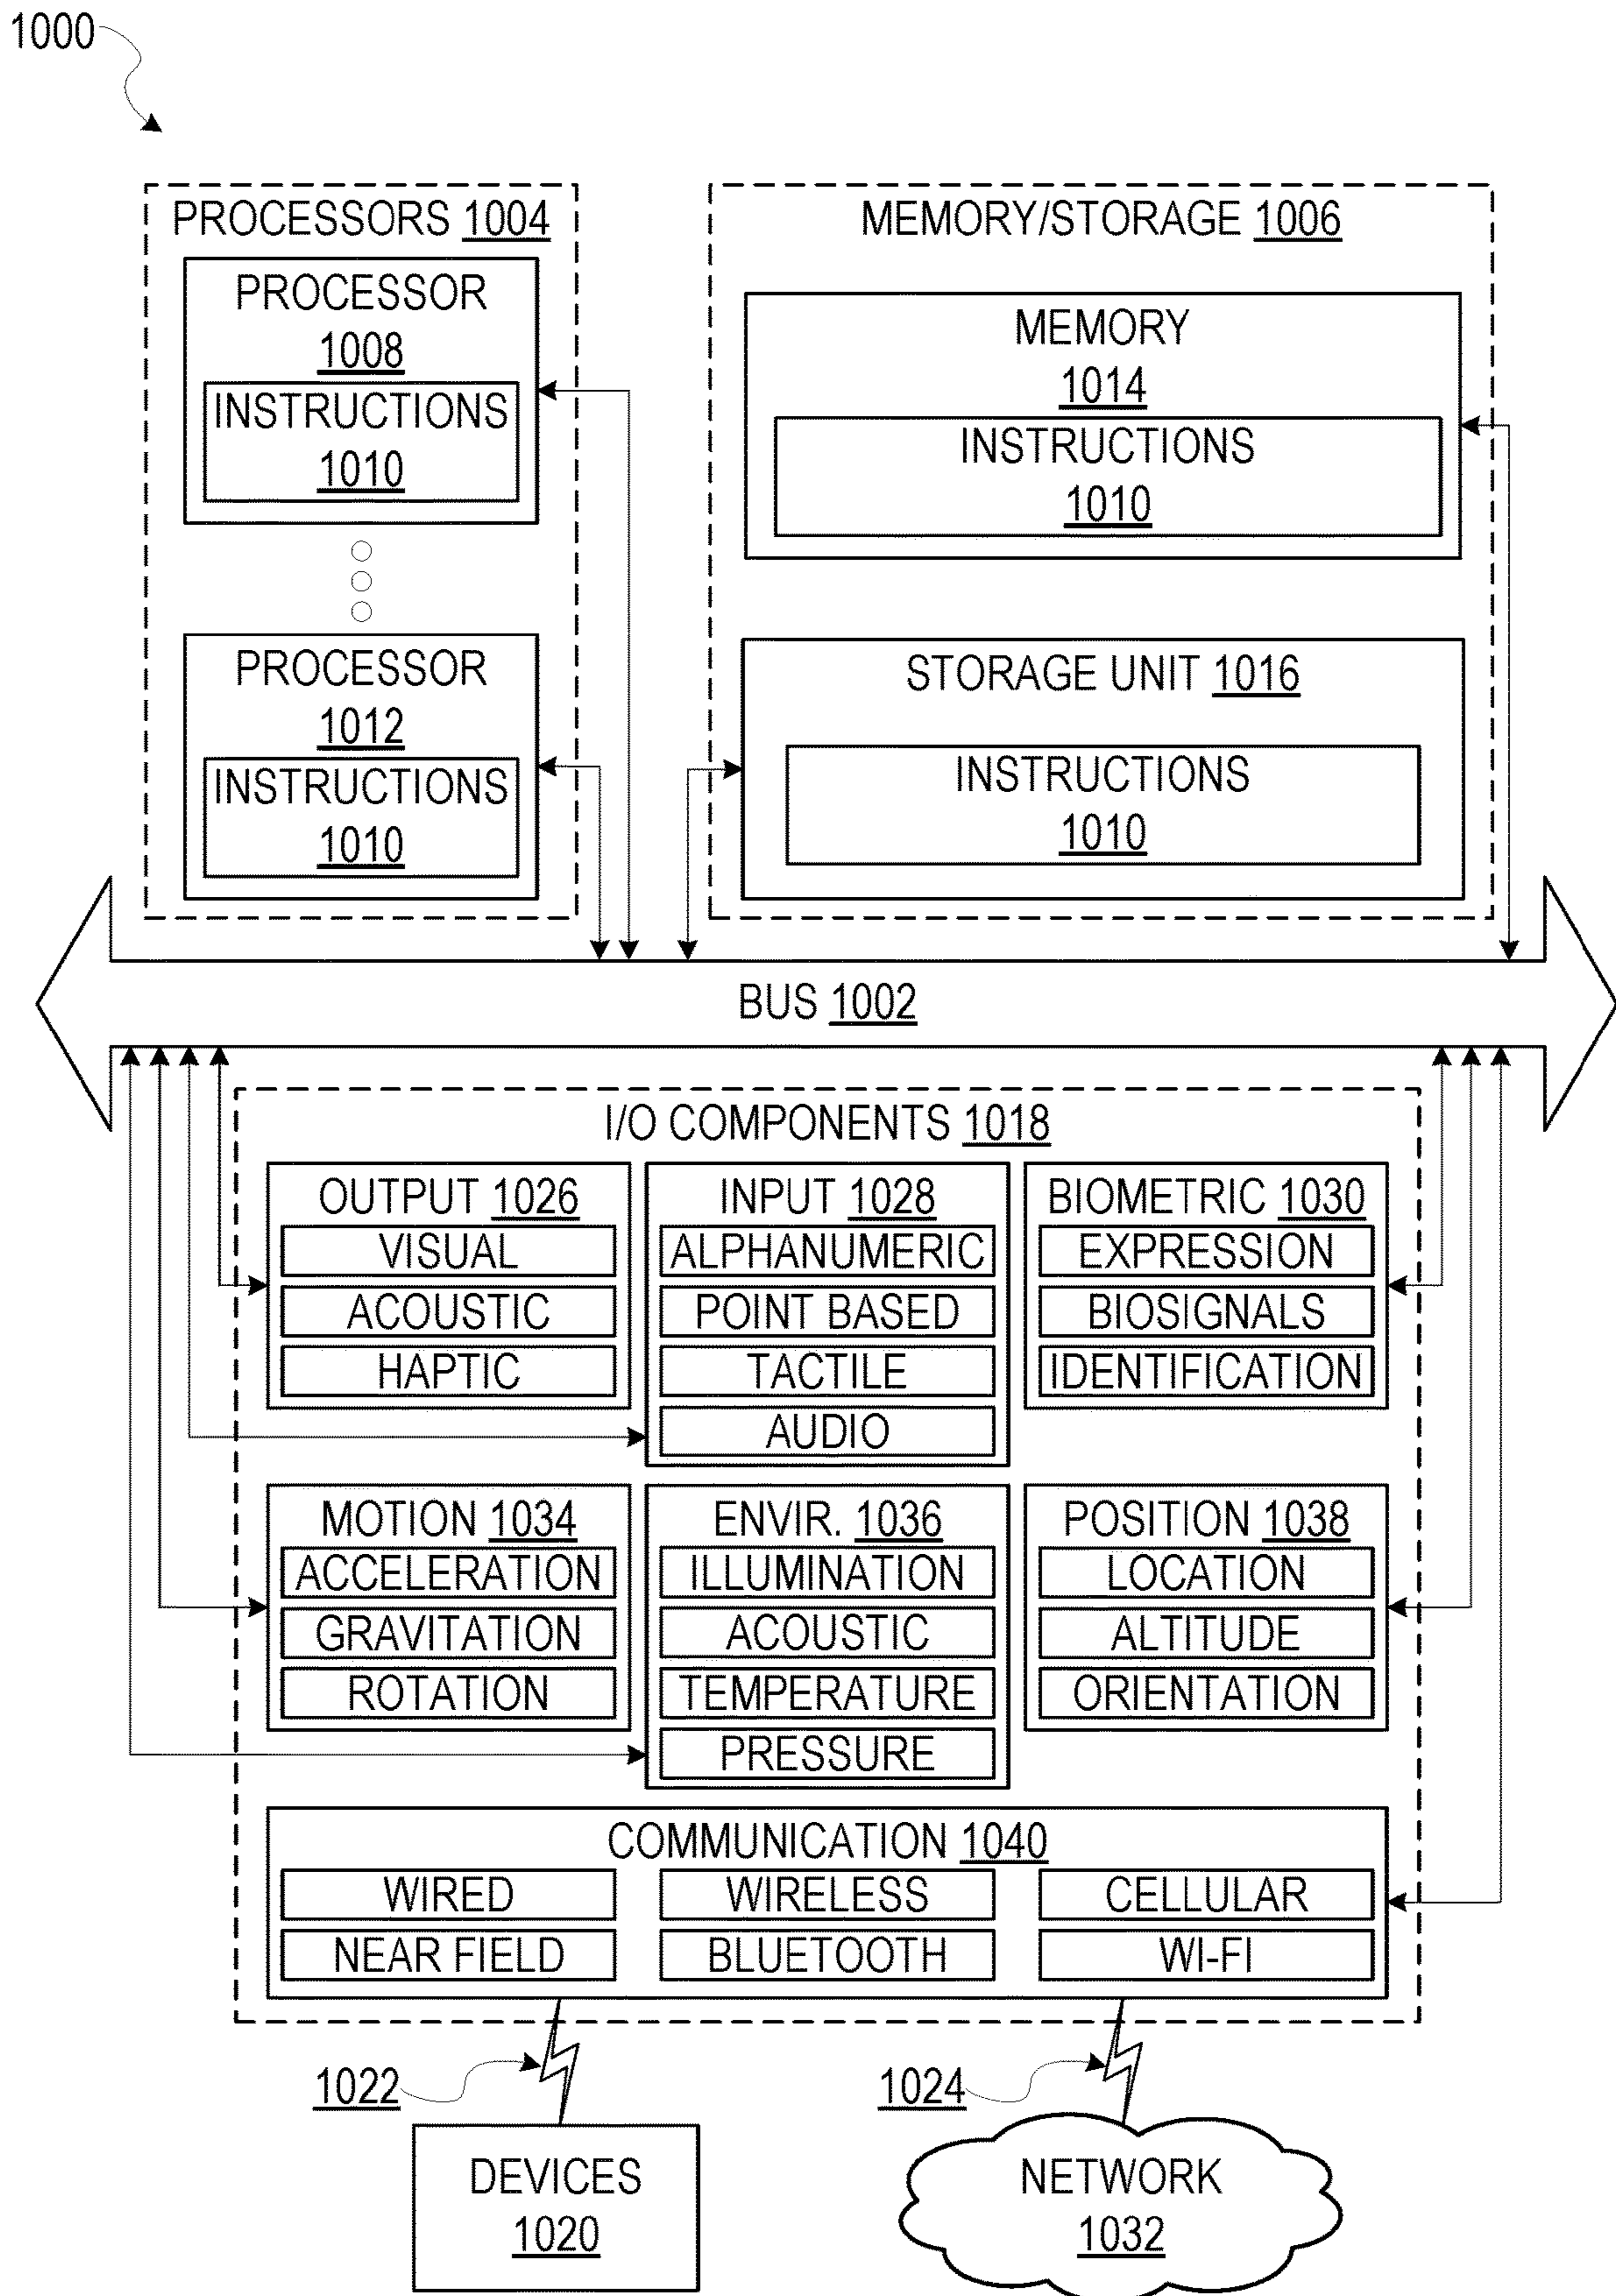 1000
PROCESSORS 1004
PROCESSOR
1008
INSTRUCTIONS
1010
PROCESSOR
1012
INSTRUCTIONS
1010
MEMORY/STORAGE 1006
MEMORY
1014
INSTRUCTIONS
1010
STORAGE UNIT 1016
INSTRUCTIONS
1010
BUS 1002
I/O COMPONENTS 1018
OUTPUT 1026
VISUAL
ACOUSTIC
HAPTIC
INPUT 1028
ALPHANUMERIC
POINT BASED
TACTILE
AUDIO
BIOMETRIC 1030
EXPRESSION
BIOSIGNALS
IDENTIFICATION
MOTION 1034
ACCELERATION
GRAVITATION
ROTATION
ENVIR. 1036
ILLUMINATION
ACOUSTIC
TEMPERATURE
PRESSURE
POSITION 1038
LOCATION
ALTITUDE
ORIENTATION
COMMUNICATION 1040
WIRED
WIRELESS
CELLULAR
NEAR FIELD
BLUETOOTH
WI-FI
1022
1024
DEVICES
1020
NETWORK
1032